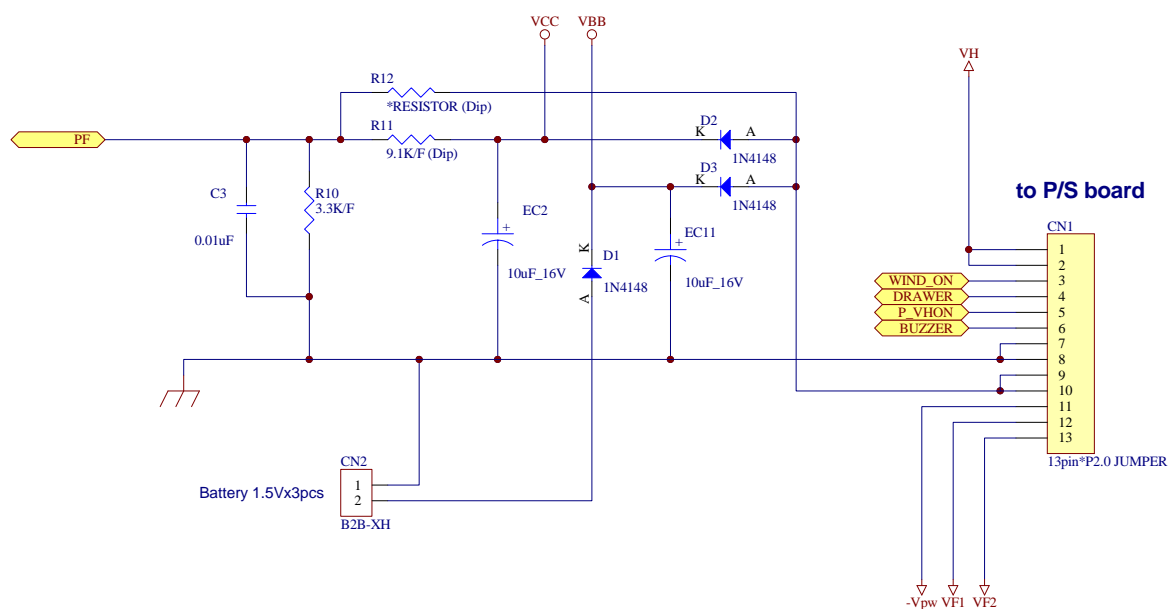 VCC
VBB
VH
R12
*RESISTOR (Dip)
PF
R11
9.1K/F (Dip)
D2
K
A
1N4148
D3
K
A
1N4148
to P/S board
C3
0.01uF
R10
3.3K/F
EC2
10uF_16V
K
D1
1N4148
A
EC11
10uF_16V
CN1
1
2
WIND_ON
3
DRAWER
4
P_VHON
5
BUZZER
6
7
8
9
10
11
12
13
13pin*P2.0 JUMPER
CN2
Battery 1.5Vx3pcs
1
2
B2B-XH
+
+
-Vpw
VF1
VF2